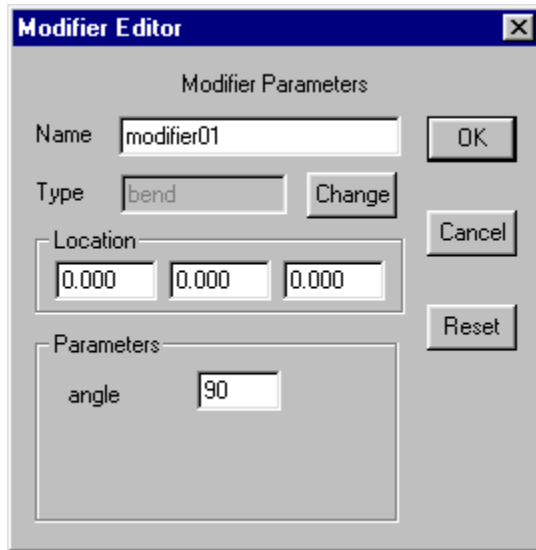 Modifier Editor
Modifier Parameters
Name modifier01 OK
Type bend Change
Cancel
Location
0.000 0.000 0.000
Reset
Parameters
angle 90